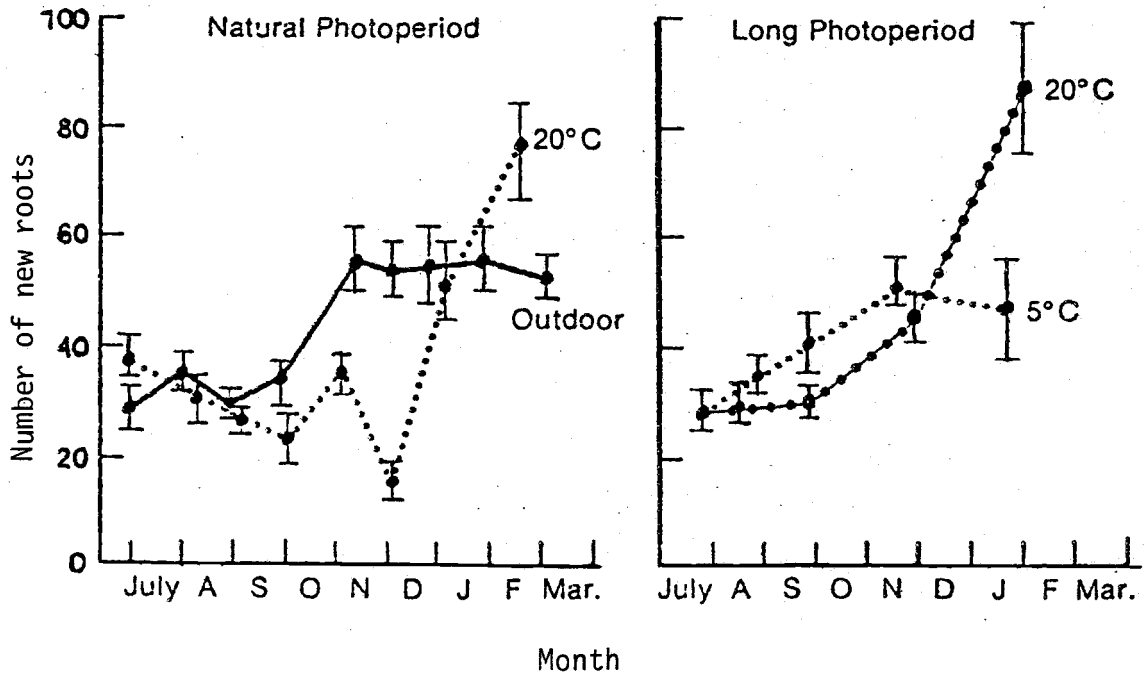 Natural Photoperiod
Long Photoperiod
Number of new roots
100
80
60
40
20
0
20°C
Outdoor
20°C
5°C
July A S O N D J F Mar.
July A S O N D J F Mar.
Month